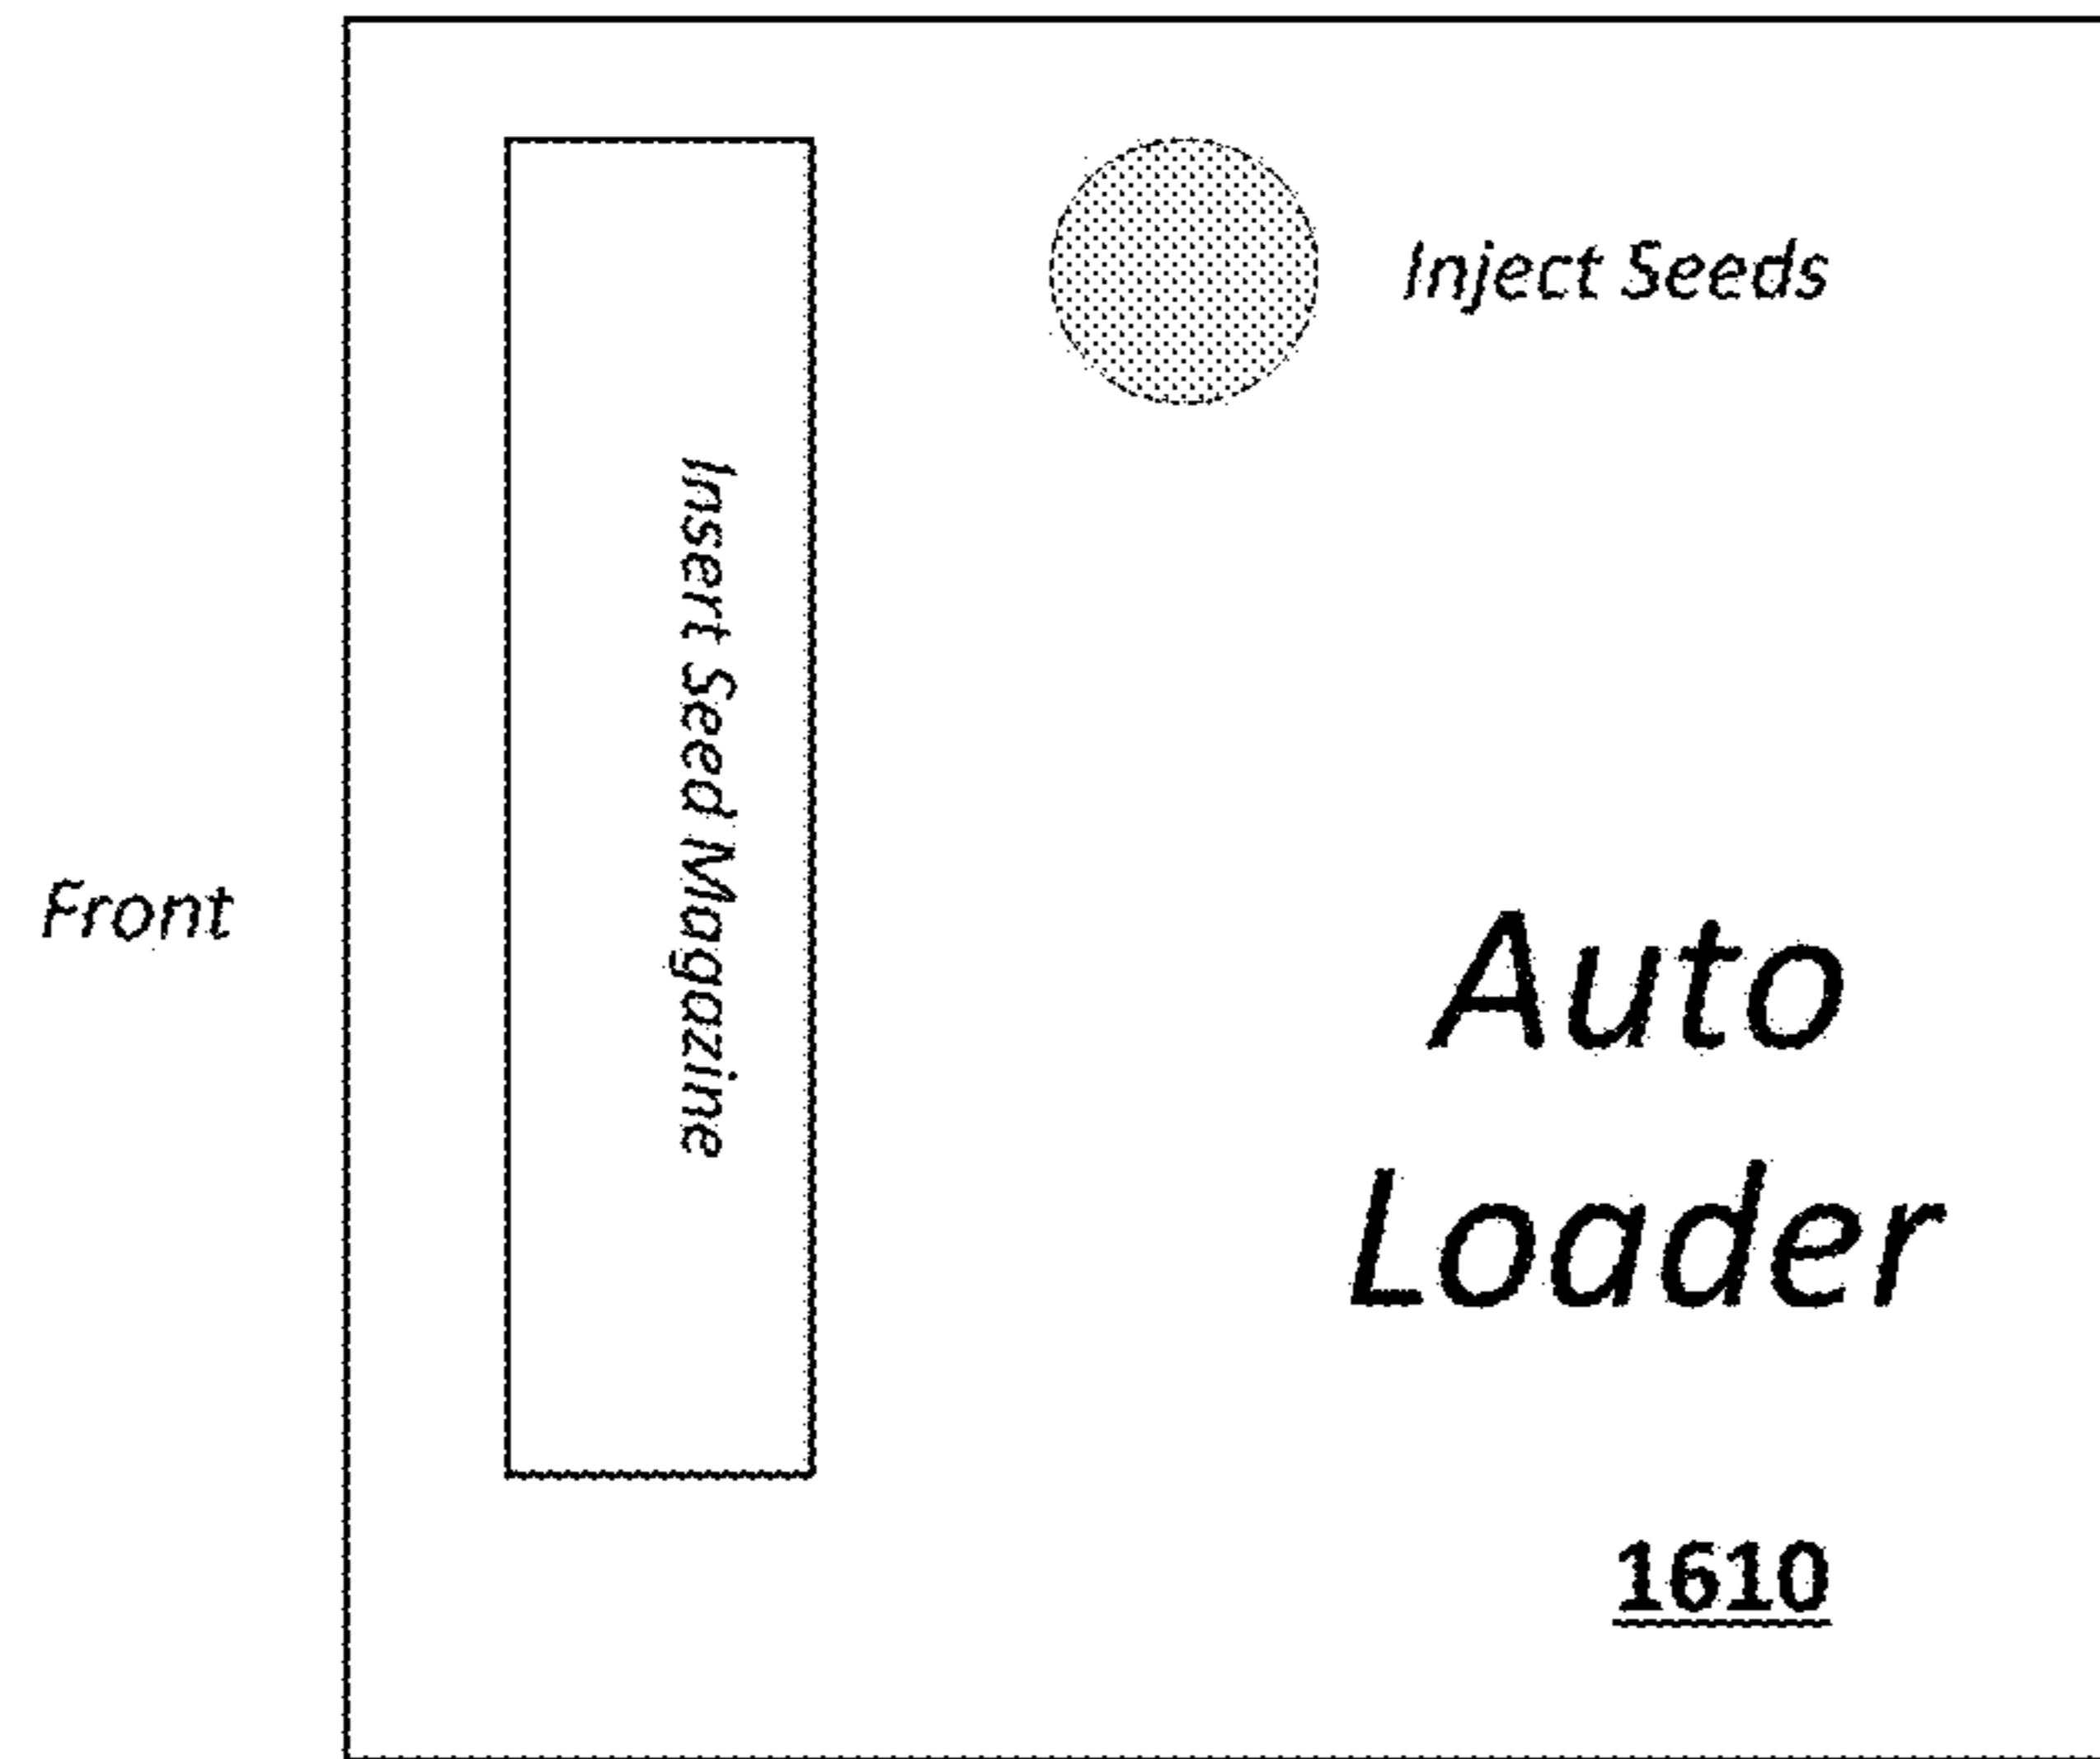 Inject Seeds
Insert Seed Magazine
Front
Auto
Loader
1610